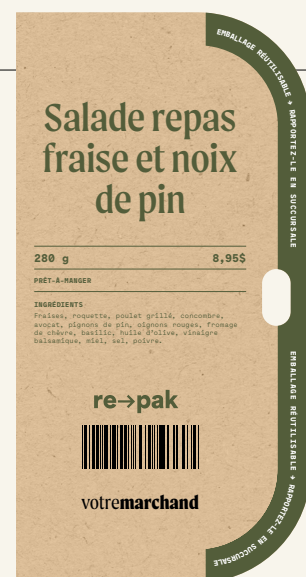 Salade repas
fraise et noix
de pin
280 g 8,95$
PRÊT-À-MANGER
INGRÉDIENTS
Fraises, roquette, poulet grillé, concombre,
avocat, pignons de pin, oignons rouges, fromage
de chèvre, basilic, huile d'olive, vinaigre
balsamique, miel, sel, poivre.
re→pak
votremarchand
EMBALLAGE RÉUTILISABLE → RAPPORTEZ-LE EN SUCCURSALE
EMBALLAGE RÉUTILISABLE → RAPPORTEZ-LE EN SUCCURSALE